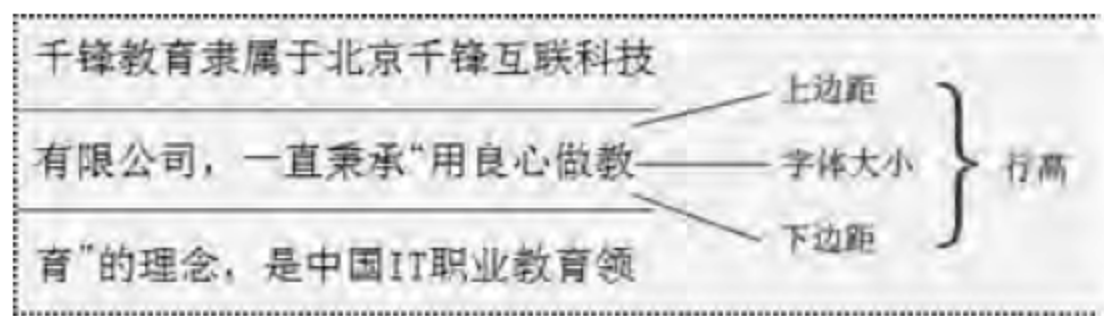 千锋教育隶属于北京千锋互联科技
有限公司，一直秉承“用良心做教
育”的理念，是中国IT职业教育领
上边距
字体大小
下边距
行高